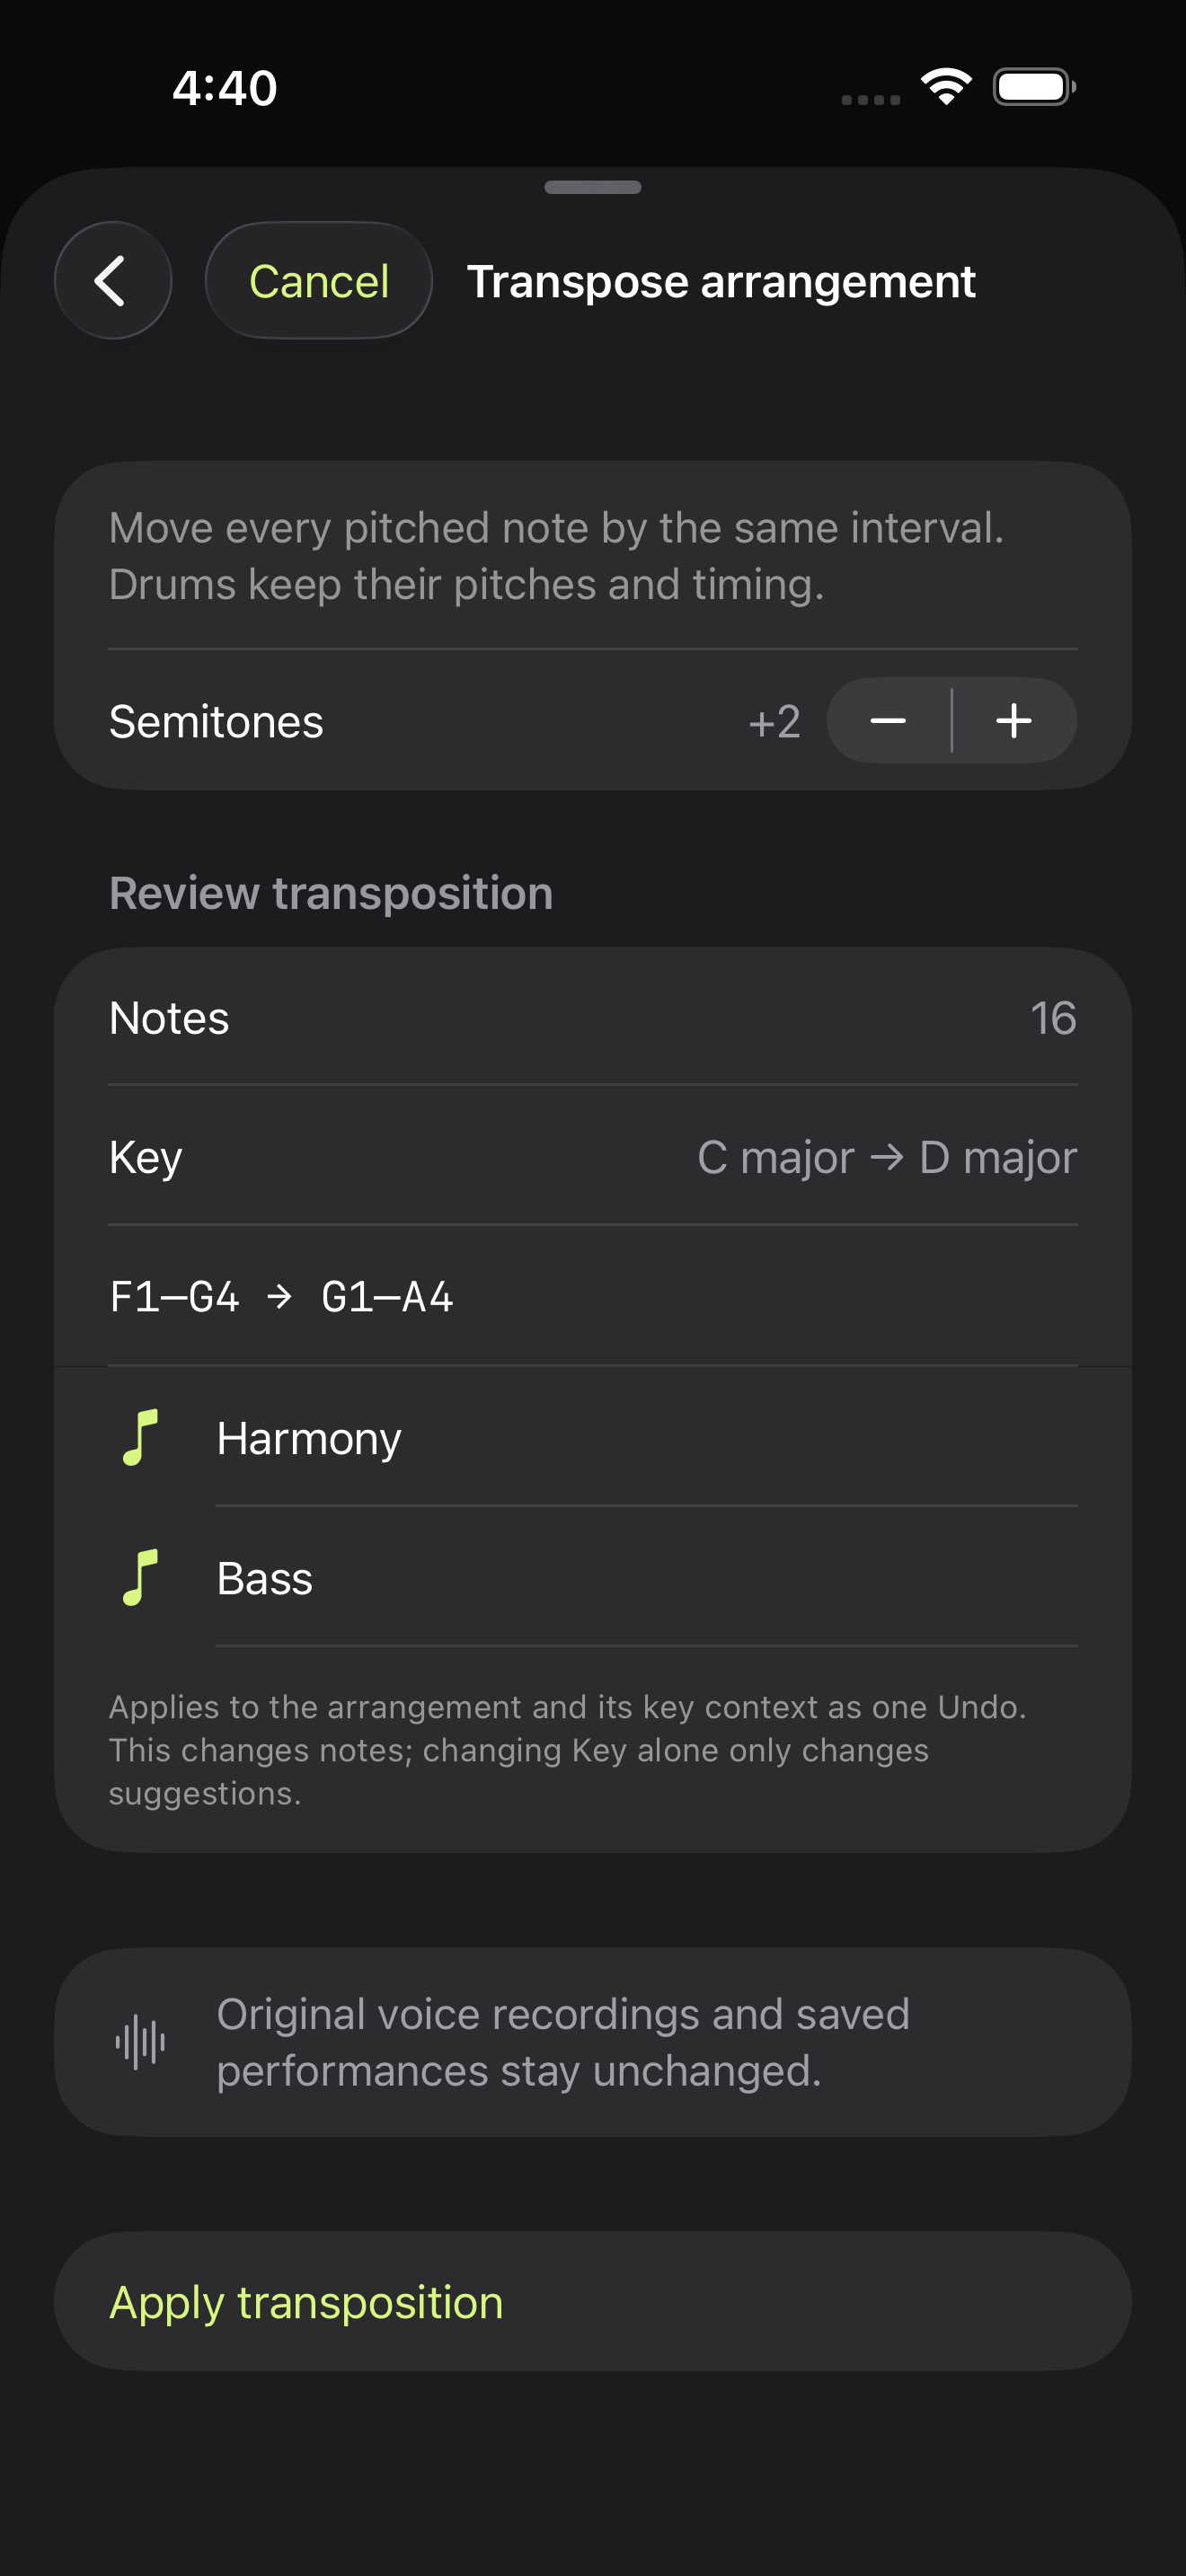 4:40
Cancel
Transpose arrangement
Move every pitched note by the same interval.
Drums keep their pitches and timing.
Semitones +2 − +
Review transposition
Notes 16
Key C major → D major
F1–G4 → G1–A4
Harmony
Bass
Applies to the arrangement and its key context as one Undo.
This changes notes; changing Key alone only changes
suggestions.
Original voice recordings and saved
performances stay unchanged.
Apply transposition